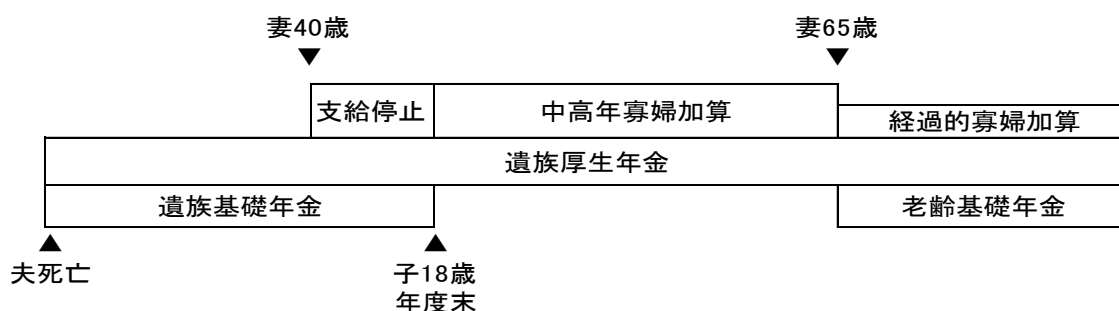 妻40歳
妻65歳
支給停止
中高年寡婦加算
経過的寡婦加算
遺族厚生年金
遺族基礎年金
老齢基礎年金
夫死亡
子18歳
年度末